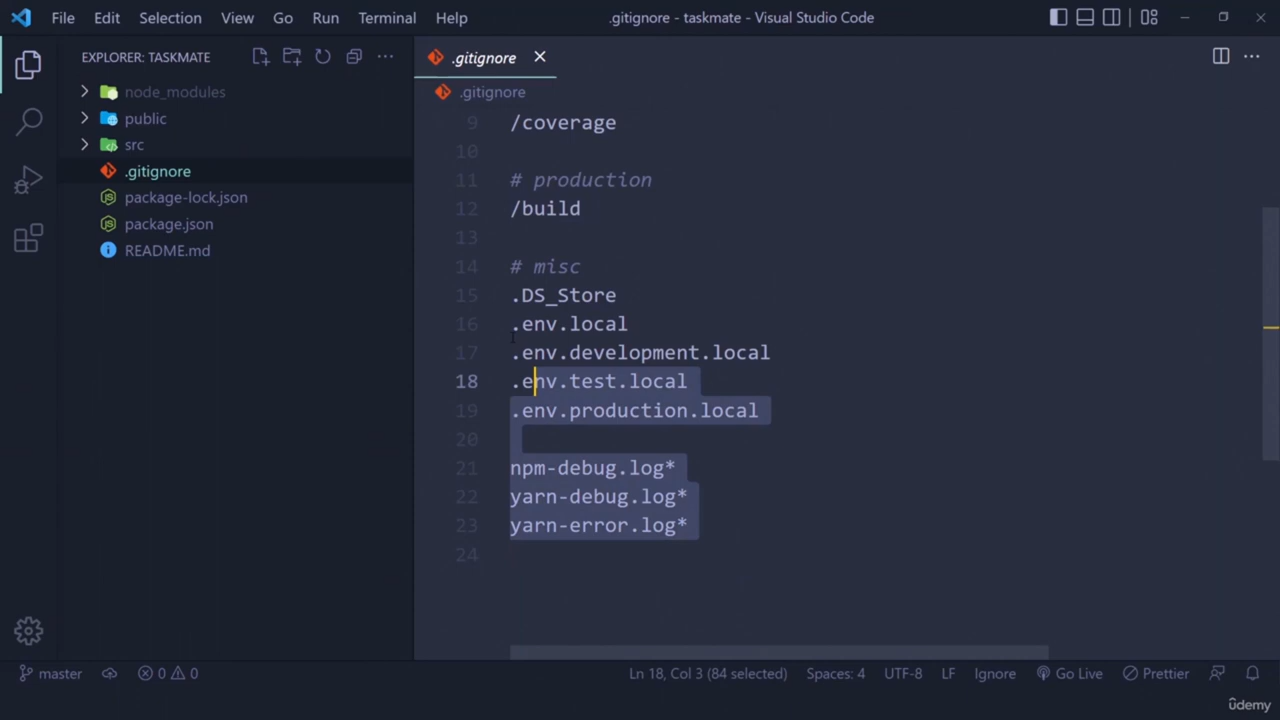 File Edit Selection View Go Run Terminal Help
.gitignore - taskmate - Visual Studio Code
EXPLORER: TASKMATE
node_modules
public
src
.gitignore
package-lock.json
package.json
README.md
.gitignore
.gitignore
9 /coverage
10
11 # production
12 /build
13
14 # misc
15 .DS_Store
16 .env.local
17 .env.development.local
18 .env.test.local
19 .env.production.local
20
21 npm-debug.log*
22 yarn-debug.log*
23 yarn-error.log*
24
master 0 0 Ln 18, Col 3 (84 selected) Spaces: 4 UTF-8 LF Ignore Go Live Prettier
ûdemy